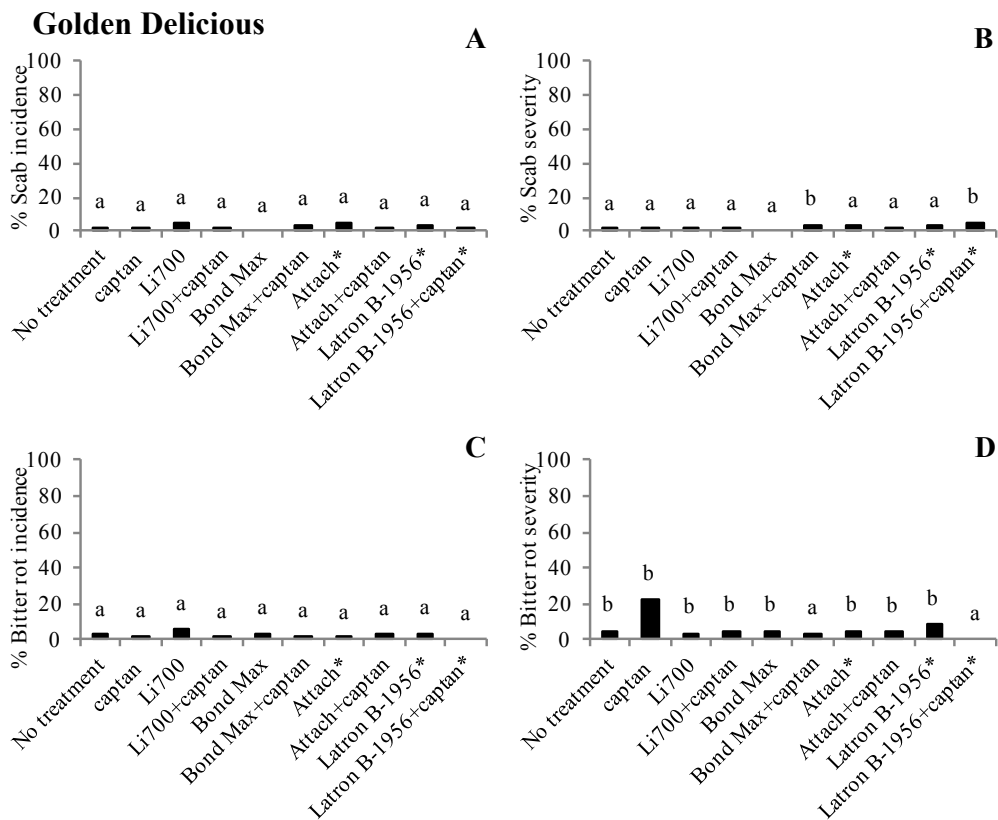 Golden Delicious
A
% Scab incidence
100
80
60
40
20
0
a a a a a a a a a a
No treatment
captan
Li700
Li700+captan
Bond Max
Bond Max+captan
Attach*
Attach+captan
Latron B-1956*
Latron B-1956+captan*
B
% Scab severity
100
80
60
40
20
0
a a a a a b a a a b
No treatment
captan
Li700
Li700+captan
Bond Max
Bond Max+captan
Attach*
Attach+captan
Latron B-1956*
Latron B-1956+captan*
C
% Bitter rot incidence
100
80
60
40
20
0
a a a a a a a a a a
No treatment
captan
Li700
Li700+captan
Bond Max
Bond Max+captan
Attach*
Attach+captan
Latron B-1956*
Latron B-1956+captan*
D
% Bitter rot severity
100
80
60
40
20
0
b b b b b a b b b a
No treatment
captan
Li700
Li700+captan
Bond Max
Bond Max+captan
Attach*
Attach+captan
Latron B-1956*
Latron B-1956+captan*